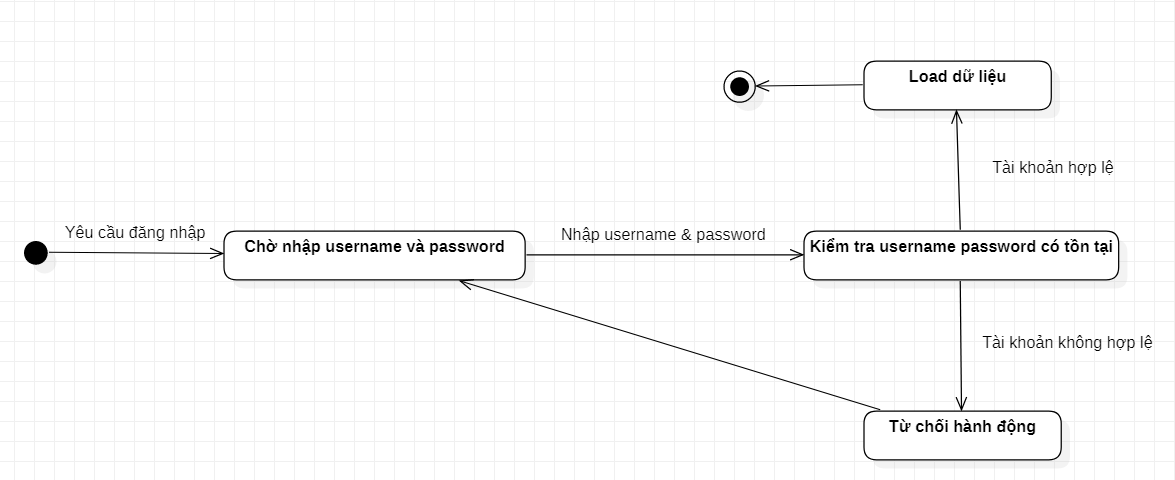 Load dữ liệu
Tài khoản hợp lệ
Yêu cầu đăng nhập
Chờ nhập username và password
Nhập username & password
Kiểm tra username password có tồn tại
Tài khoản không hợp lệ
Từ chối hành động